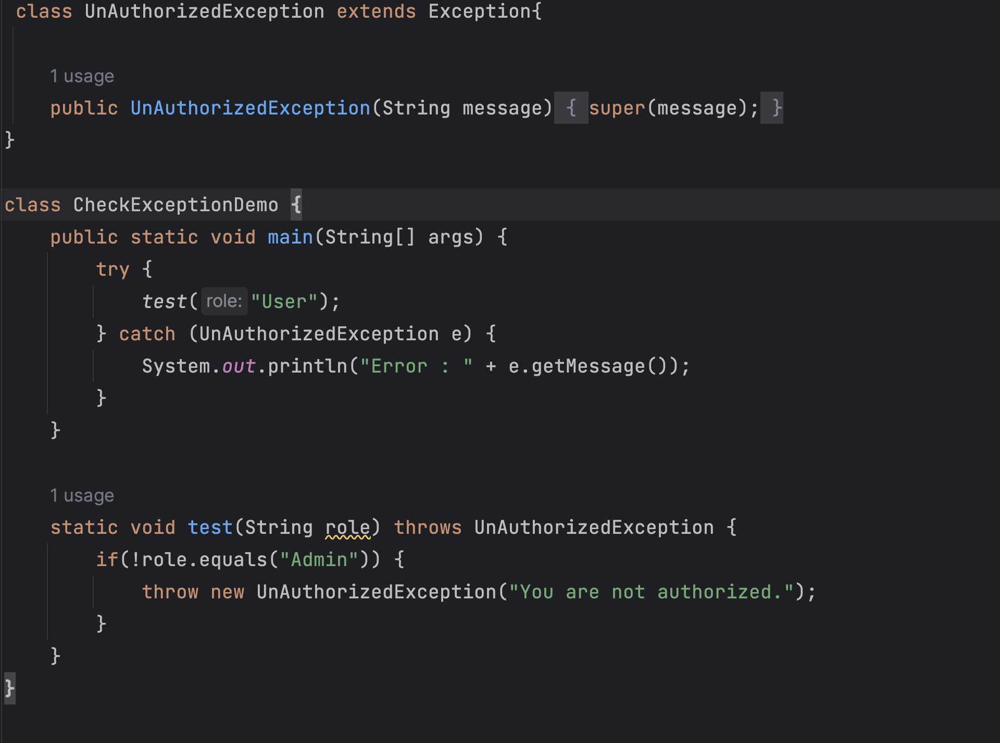 class UnAuthorizedException extends Exception{
1 usage
public UnAuthorizedException(String message) { super(message); }
}
class CheckExceptionDemo {
public static void main(String[] args) {
try {
test( role: "User");
} catch (UnAuthorizedException e) {
System.out.println("Error : " + e.getMessage());
}
}
1 usage
static void test(String role) throws UnAuthorizedException {
if(!role.equals("Admin")) {
throw new UnAuthorizedException("You are not authorized.");
}
}
}